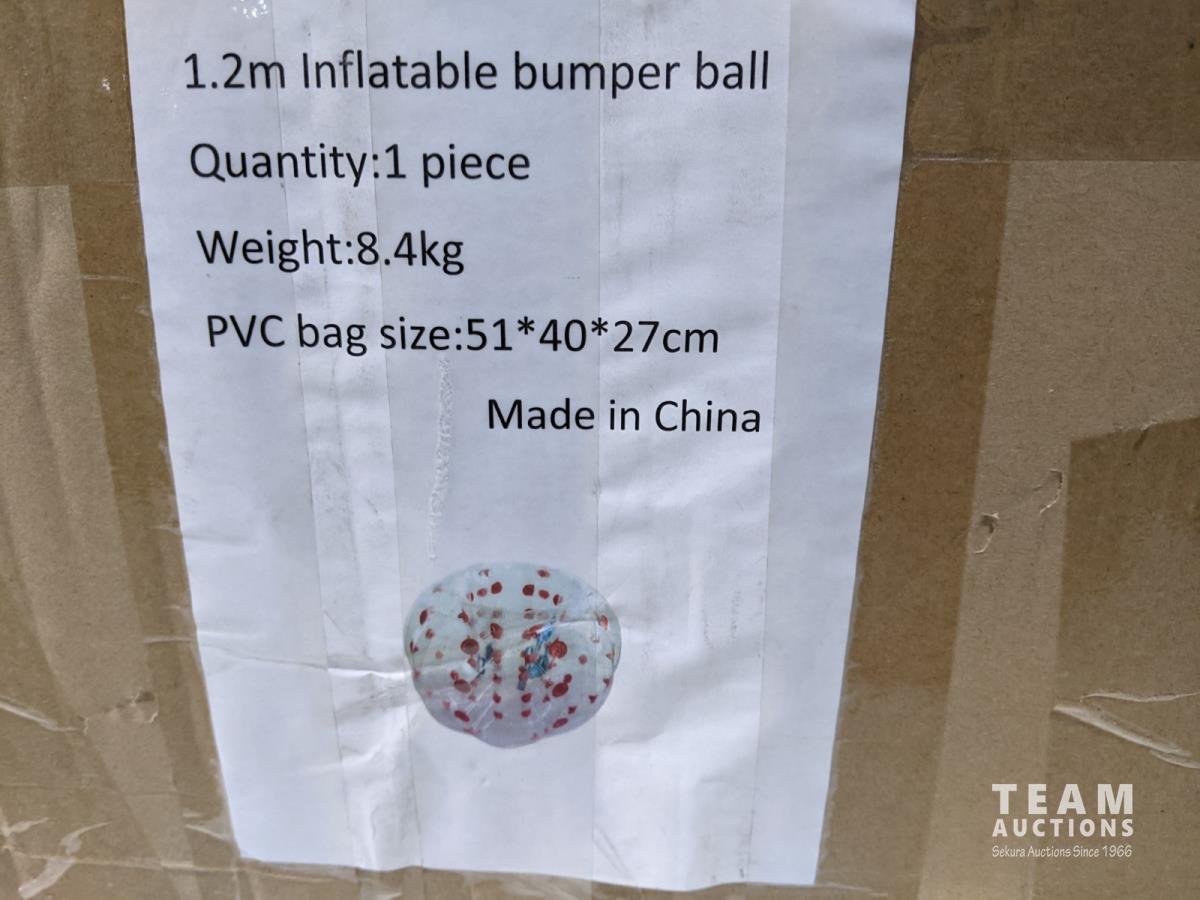 1.2m Inflatable bumper ball
Quantity:1 piece
Weight:8.4kg
PVC bag size:51*40*27cm
Made in China
TEAM
AUCTIONS
Sekura Auctions Since 1966